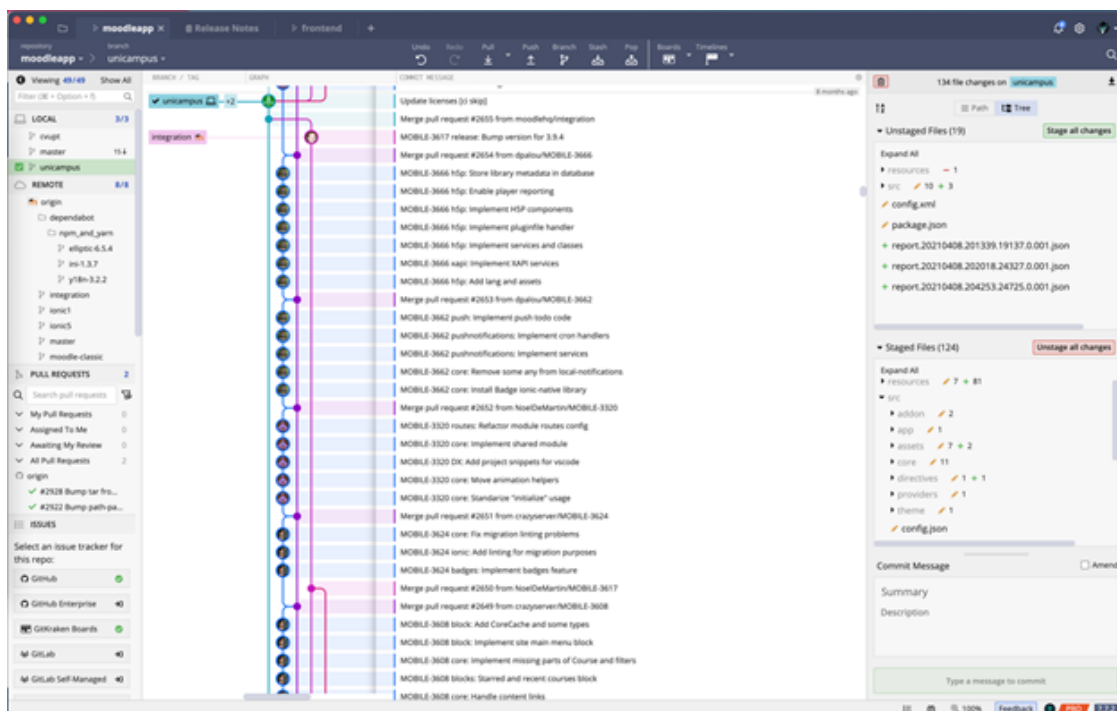 moodleapp
Release Notes
frontend
repository
branch
moodleapp
unicampus
Undo
Redo
Pull
Push
Branch
Stash
Pop
Boards
Timelines
Viewing 49/49 Show All
Filter (⌘ + Option + f)
LOCAL 3/3
cvupt
master 15
unicampus
REMOTE 8/8
origin
dependabot
npm_and_yarn
elliptic-6.5.4
ini-1.3.7
y18n-3.2.2
integration
ionic1
ionic5
master
moodle-classic
PULL REQUESTS 2
Search pull requests
My Pull Requests 0
Assigned To Me 0
Awaiting My Review 0
All Pull Requests 2
origin
#2928 Bump tar fro...
#2922 Bump path-pa...
ISSUES
Select an issue tracker for
this repo:
GitHub
GitHub Enterprise
GitKraken Boards
GitLab
GitLab Self-Managed
BRANCH / TAG
GRAPH
COMMIT MESSAGE
8 months ago
unicampus +2
integration
Update licenses [ci skip]
Merge pull request #2655 from moodlehq/integration
MOBILE-3617 release: Bump version for 3.9.4
Merge pull request #2654 from dpalou/MOBILE-3666
MOBILE-3666 h5p: Store library metadata in database
MOBILE-3666 h5p: Enable player reporting
MOBILE-3666 h5p: Implement H5P components
MOBILE-3666 h5p: Implement pluginfile handler
MOBILE-3666 h5p: Implement services and classes
MOBILE-3666 xapi: Implement XAPI services
MOBILE-3666 h5p: Add lang and assets
Merge pull request #2653 from dpalou/MOBILE-3662
MOBILE-3662 push: Implement push todo code
MOBILE-3662 pushnotifications: Implement cron handlers
MOBILE-3662 pushnotifications: Implement services
MOBILE-3662 core: Remove some any from local-notifications
MOBILE-3662 core: Install Badge ionic-native library
Merge pull request #2652 from NoelDeMartin/MOBILE-3320
MOBILE-3320 routes: Refactor module routes config
MOBILE-3320 core: Implement shared module
MOBILE-3320 DX: Add project snippets for vscode
MOBILE-3320 core: Move animation helpers
MOBILE-3320 core: Standarize "initialize" usage
Merge pull request #2651 from crazyserver/MOBILE-3624
MOBILE-3624 core: Fix migration linting problems
MOBILE-3624 ionic: Add linting for migration purposes
MOBILE-3624 badges: Implement badges feature
Merge pull request #2650 from NoelDeMartin/MOBILE-3617
Merge pull request #2649 from crazyserver/MOBILE-3608
MOBILE-3608 block: Add CoreCache and some types
MOBILE-3608 block: Implement site main menu block
MOBILE-3608 core: Implement missing parts of Course and filters
MOBILE-3608 blocks: Starred and recent courses block
MOBILE-3608 core: Handle content links
134 file changes on unicampus
Path
Tree
Unstaged Files (19)
Stage all changes
Expand All
resources − 1
src 10 + 3
config.xml
package.json
+ report.20210408.201339.19137.0.001.json
+ report.20210408.202018.24327.0.001.json
+ report.20210408.204253.24725.0.001.json
Staged Files (124)
Unstage all changes
Expand All
resources 7 + 81
src
addon 2
app 1
assets 7 + 2
core 11
directives 1 + 1
providers 1
theme 1
config.json
Commit Message
Amend
Summary
Description
Type a message to commit
100%
Feedback
PRO